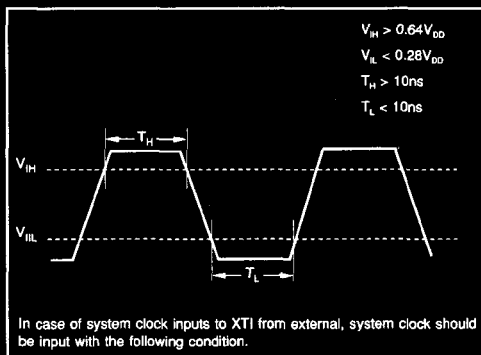 V_IH > 0.64V_DD
V_IL < 0.28V_DD
T_H > 10ns
T_L < 10ns
T_H
V_IH
V_IIL
T_L
In case of system clock inputs to XTI from external, system clock should
be input with the following condition.